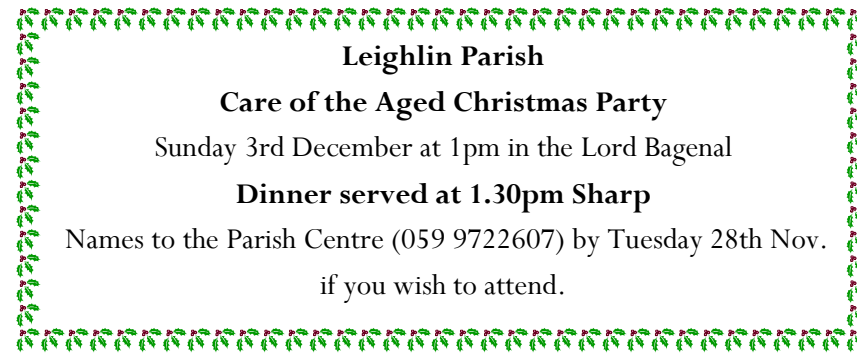 Leighlin Parish
Care of the Aged Christmas Party
Sunday 3rd December at 1pm in the Lord Bagenal
Dinner served at 1.30pm Sharp
Names to the Parish Centre (059 9722607) by Tuesday 28th Nov.
if you wish to attend.